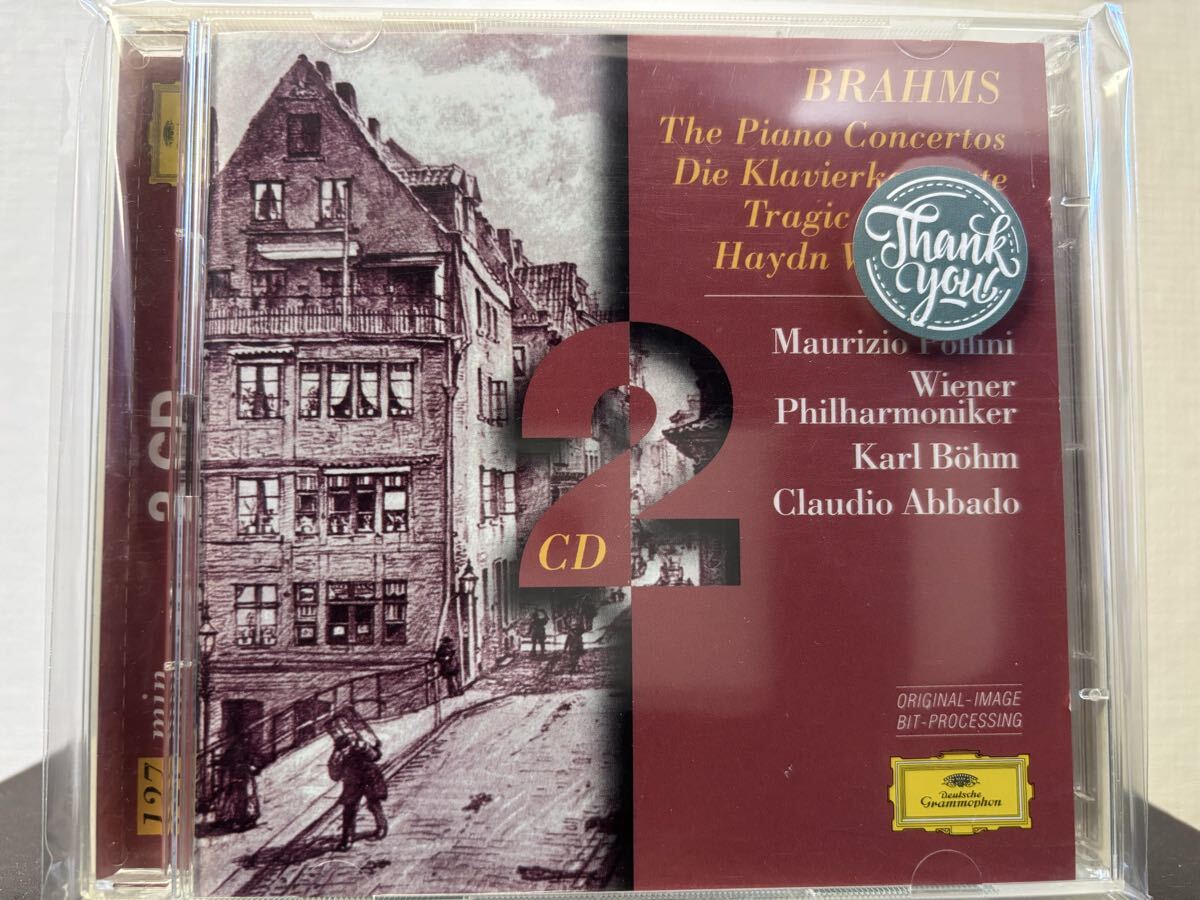 BRAHMS
The Piano Concertos
Die
Tragic
Haydn
Thank
you
Maurizio Pollini
Wiener
Philharmoniker
Karl Böhm
Claudio Abbado
2
CD
ORIGINAL-IMAGE
BIT-PROCESSING
Deutsche
Grammophon
2 CD
127 min